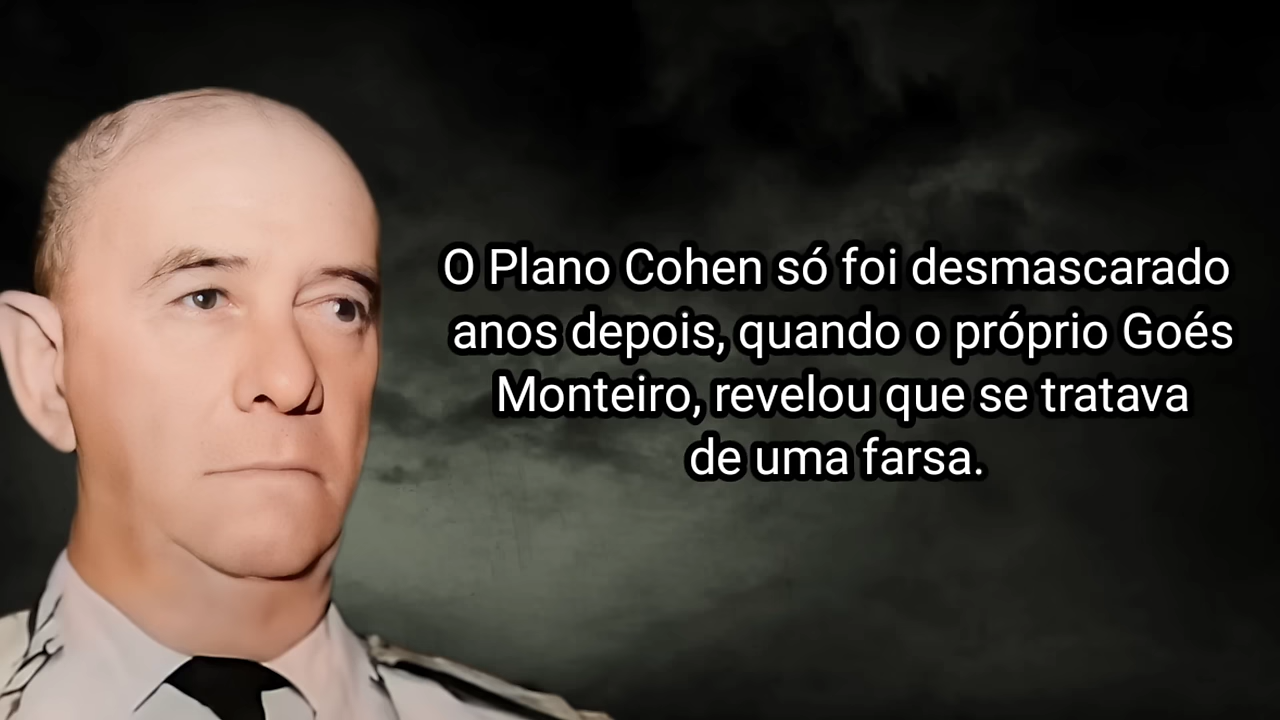 O Plano Cohen só foi desmascarado
anos depois, quando o próprio Goés
Monteiro, revelou que se tratava
de uma farsa.